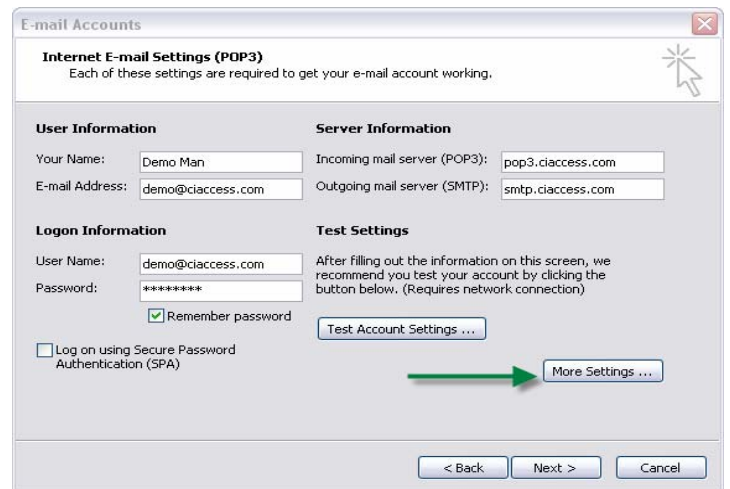 E-mail Accounts
Internet E-mail Settings (POP3)
Each of these settings are required to get your e-mail account working.
User Information
Your Name: Demo Man
E-mail Address: demo@ciaccess.com
Server Information
Incoming mail server (POP3): pop3.ciaccess.com
Outgoing mail server (SMTP): smtp.ciaccess.com
Logon Information
User Name: demo@ciaccess.com
Password: ********
Remember password
Log on using Secure Password
Authentication (SPA)
Test Settings
After filling out the information on this screen, we
recommend you test your account by clicking the
button below. (Requires network connection)
Test Account Settings ...
More Settings ...
< Back
Next >
Cancel